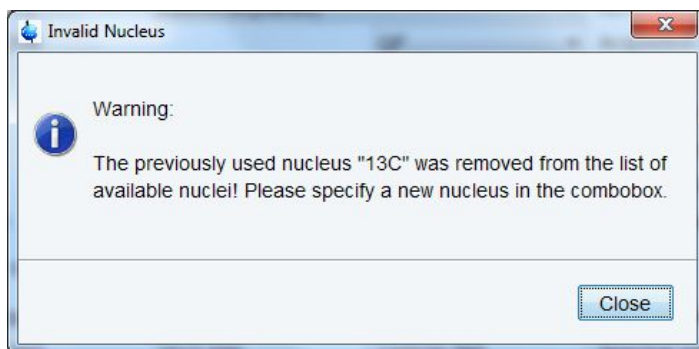 Invalid Nucleus
Warning:
The previously used nucleus "13C" was removed from the list of
available nuclei! Please specify a new nucleus in the combobox.
Close